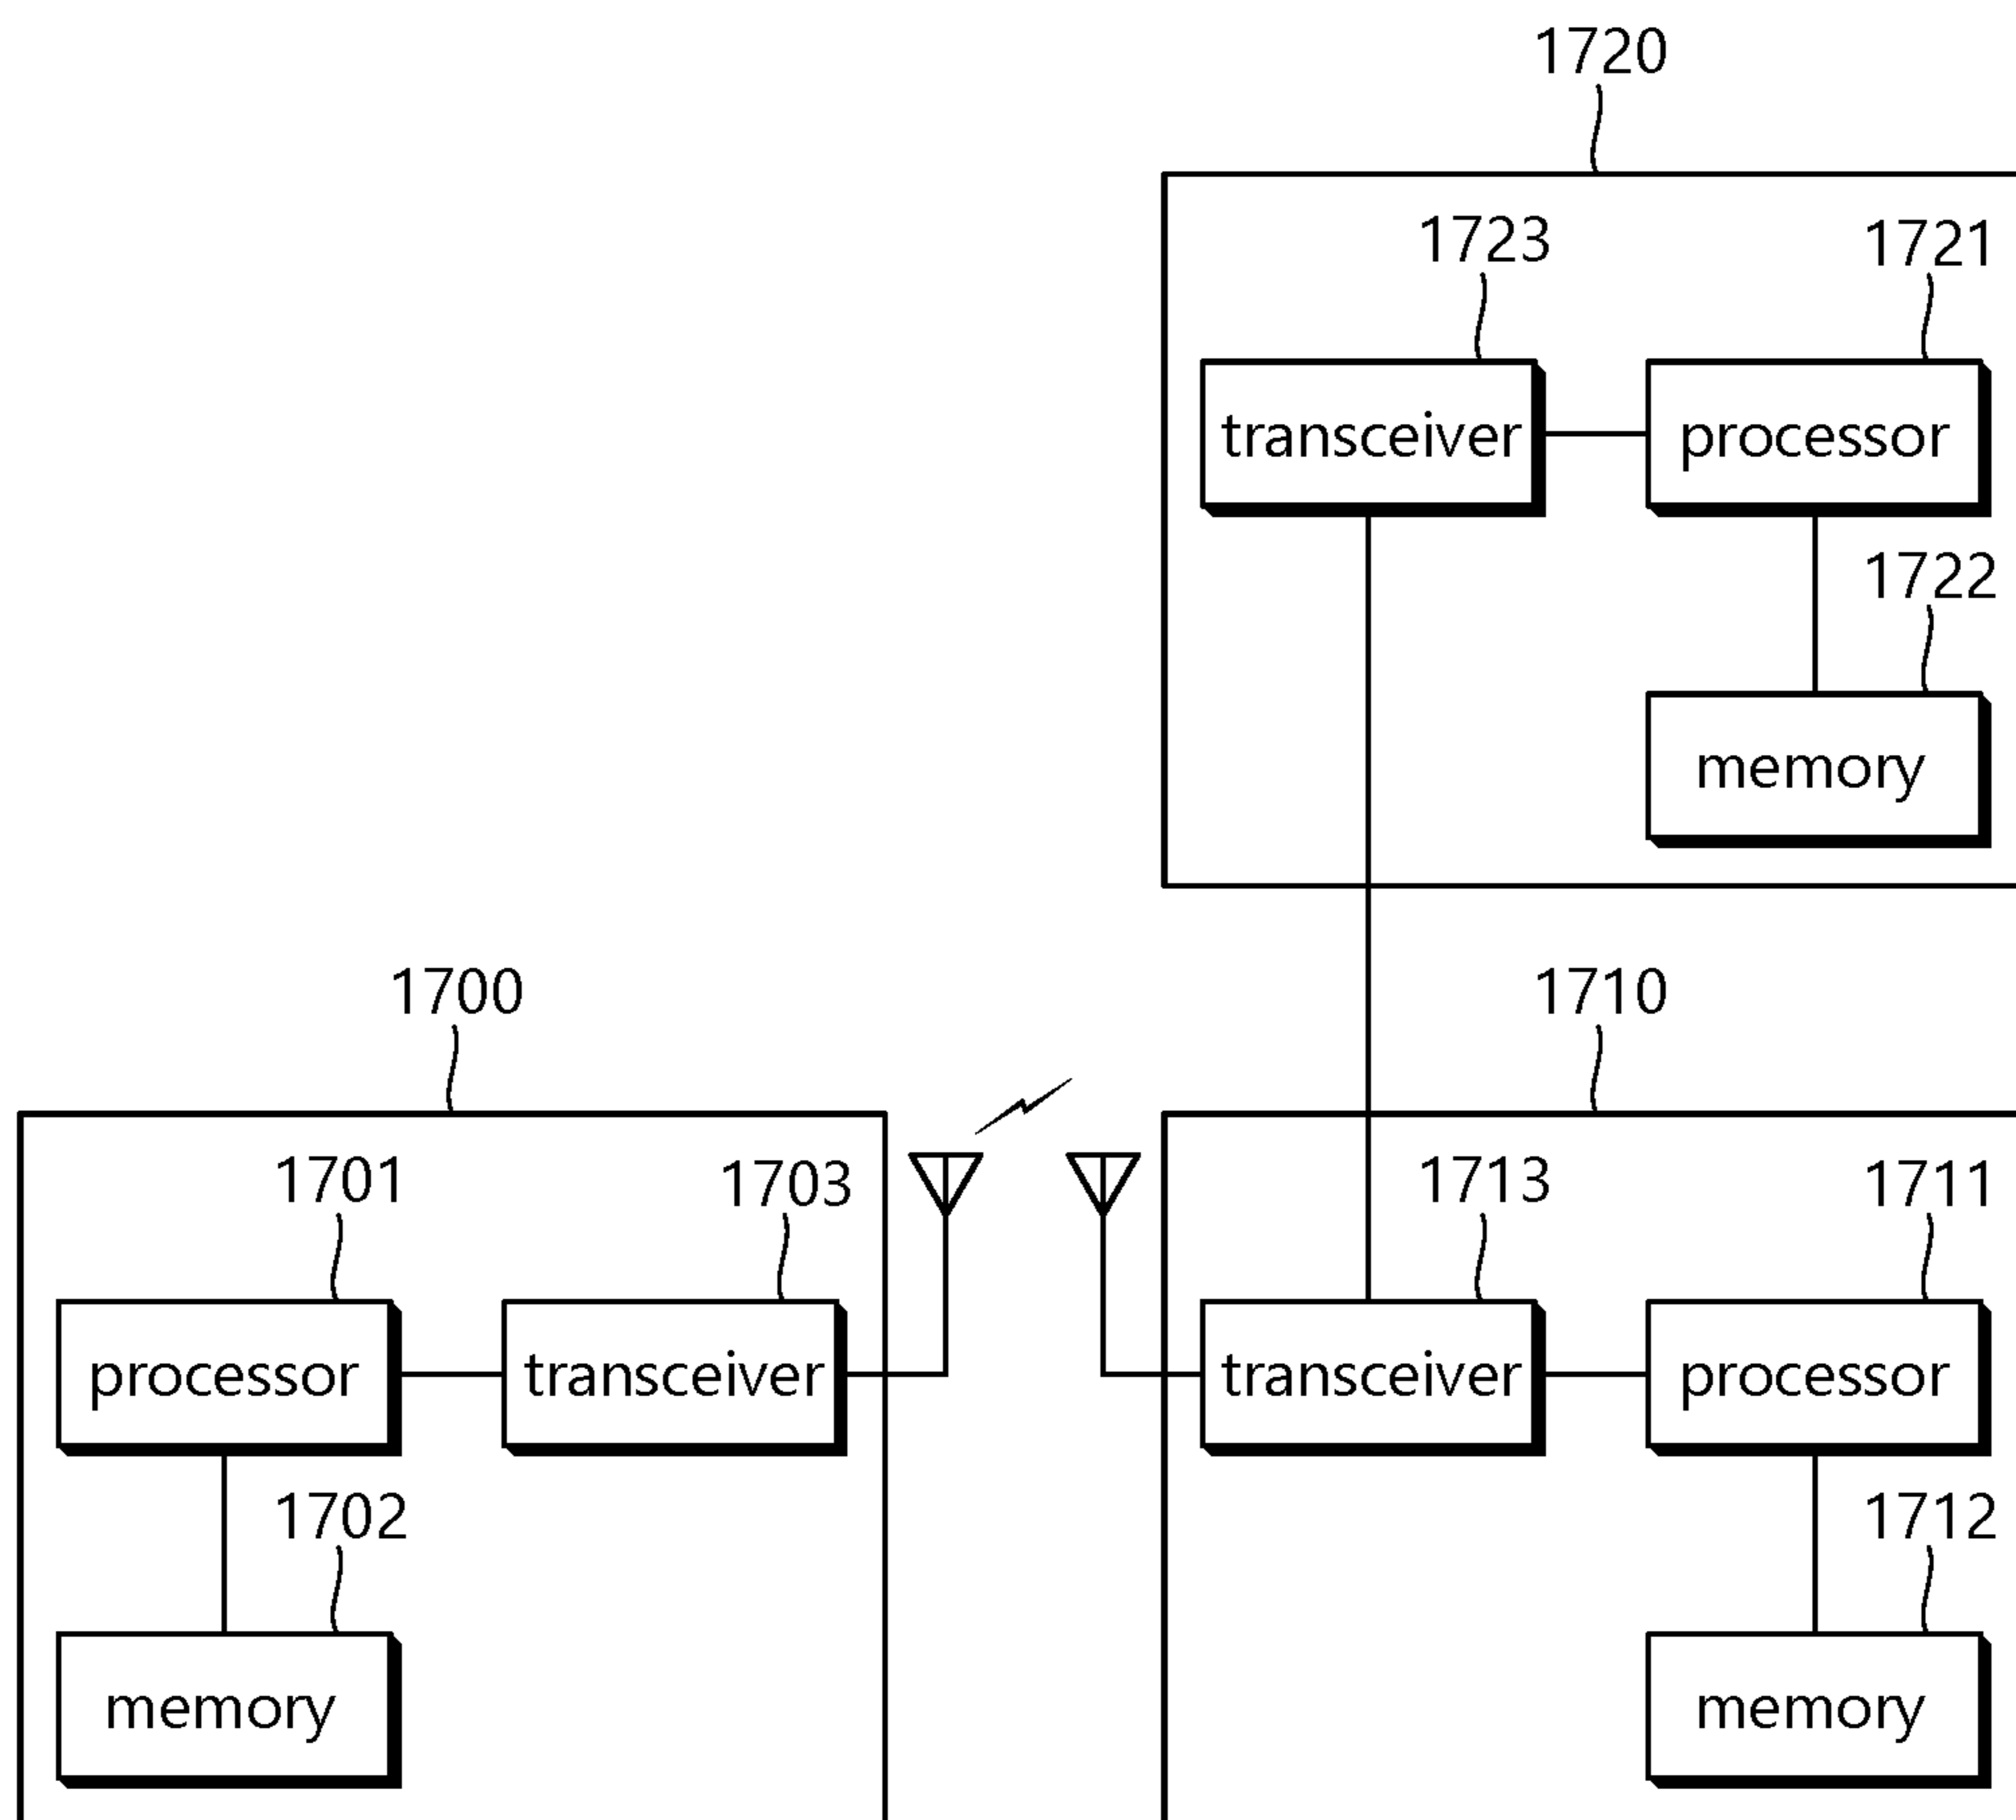 1720
1723 1721
transceiver processor
1722
memory
1700 1710
1701 1703 1713 1711
processor transceiver transceiver processor
1702 1712
memory memory